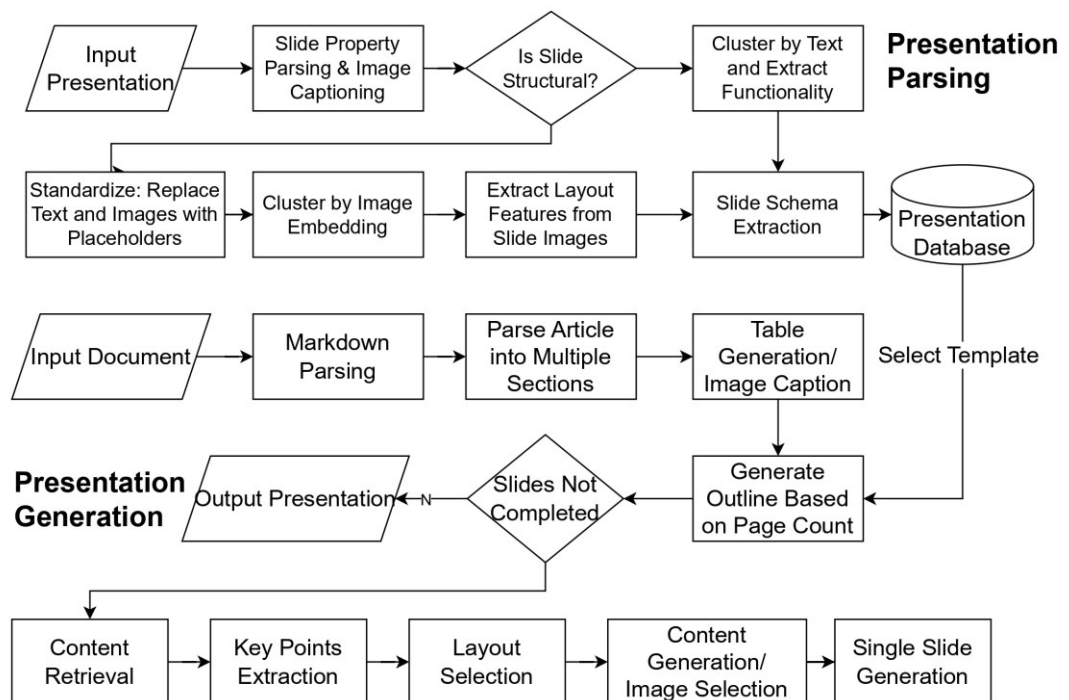 Input
Presentation
Slide Property
Parsing & Image
Captioning
Is Slide
Structural?
Cluster by Text
and Extract
Functionality
Presentation
Parsing
Standardize: Replace
Text and Images with
Placeholders
Cluster by Image
Embedding
Extract Layout
Features from
Slide Images
Slide Schema
Extraction
Presentation
Database
Input Document
Markdown
Parsing
Parse Article
into Multiple
Sections
Table
Generation/
Image Caption
Select Template
Presentation
Generation
Output Presentation
N
Slides Not
Completed
Generate
Outline Based
on Page Count
Content
Retrieval
Key Points
Extraction
Layout
Selection
Content
Generation/
Image Selection
Single Slide
Generation